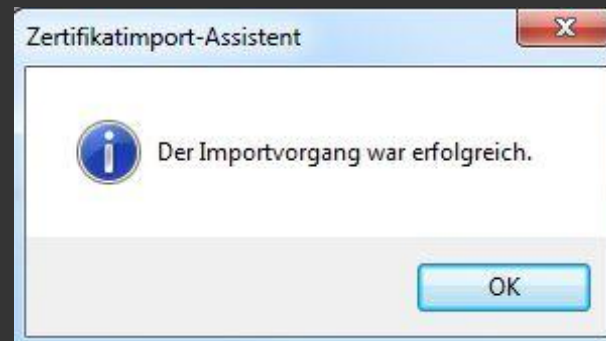 Zertifikatimport-Assistent
Der Importvorgang war erfolgreich.
OK